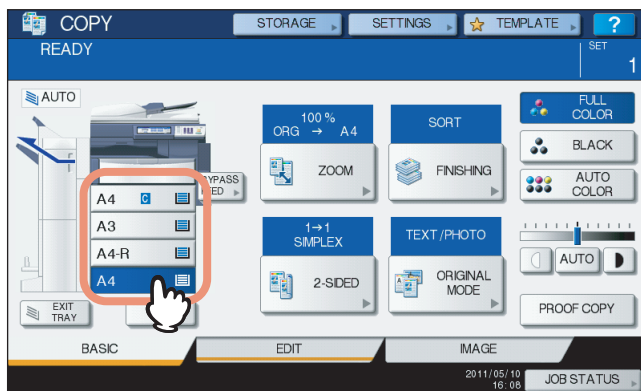 COPY
STORAGE
SETTINGS
TEMPLATE
?
READY
SET
1
AUTO
100 %
ORG → A4
SORT
FULL
COLOR
BLACK
ZOOM
FINISHING
AUTO
COLOR
A4 C
A3
A4-R
A4
1→1
SIMPLEX
TEXT/PHOTO
2-SIDED
ORIGINAL
MODE
AUTO
EXIT
TRAY
PROOF COPY
BASIC
EDIT
IMAGE
2011/05/10
16:08
JOB STATUS